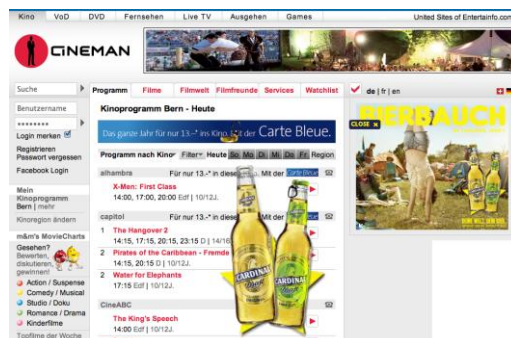 Kino VoD DVD Fernsehen Live TV Ausgehen Games United Sites of Entertainfo.com
CINEMAN
Suche Programm Filme Filmwelt Filmfreunde Services Watchlist de | fr | en
Benutzername
Login merken
Registrieren
Passwort vergessen
Facebook Login
Mein
Kinoprogramm
Bern | mehr
Kinoregion ändern
m&m's MovieCharts
Gesehen?
Bewerten,
diskutieren,
gewinnen!
Action / Suspense
Comedy / Musical
Studio / Doku
Romance / Drama
Kinderfilme
Topfilme der Woche
Kinoprogramm Bern - Heute
Das ganze Jahr für nur 13.-* ins Kino. Mit der Carte Bleue.
Programm nach Kino Filter Heute So Mo Di Mi Do Fr Region
alhambra Für nur 13.-* in diese Mit der Carte Bleue
X-Men: First Class
14:00, 17:00, 20:00 Edf | 10/12J.
capitol Für nur 13.-* in diese Mit der
1 The Hangover 2
14:15, 17:15, 20:15, 23:15 D | 14/16
2 Pirates of the Caribbean - Fremde
14:15, 20:15 D | 10/12J.
2 Water for Elephants
17:15 Edf | 10/12J.
CineABC
The King's Speech
14:00 Edf | 10/12J.
BIERBAUCH
CLOSE x
CARDINAL
CARDINAL